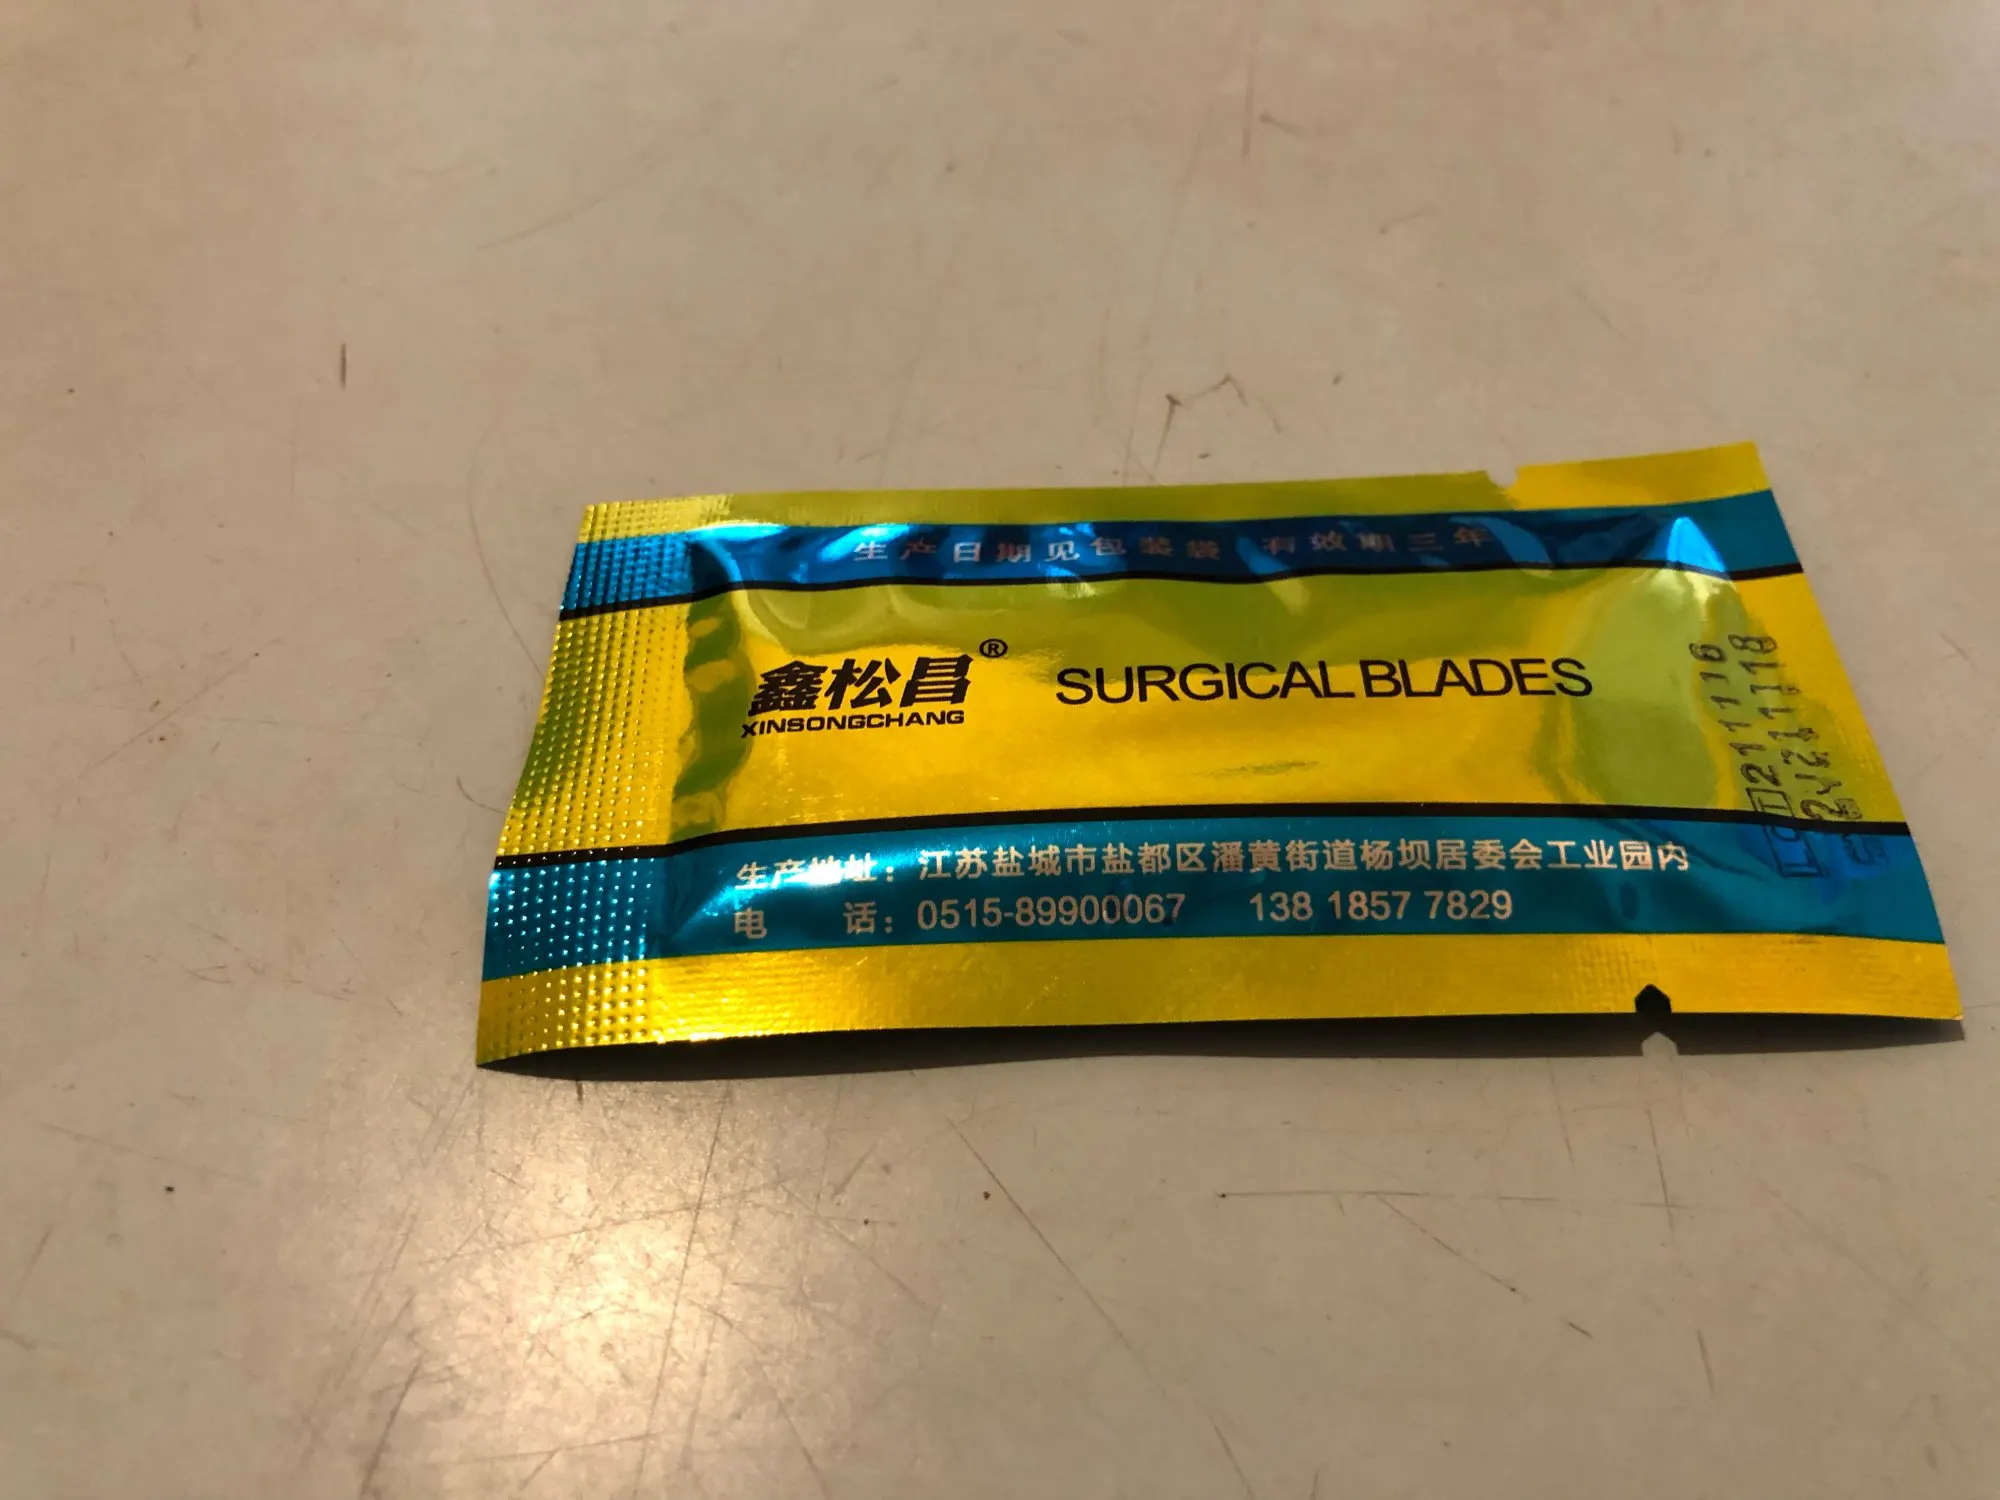 生产日期见包装袋 有效期三年
鑫松昌®
XINSONGCHANG
SURGICAL BLADES
生产地址：江苏盐城市盐都区潘黄街道杨坝居委会工业园内
电 话：0515-89900067 138 1857 7829
LOT 211116